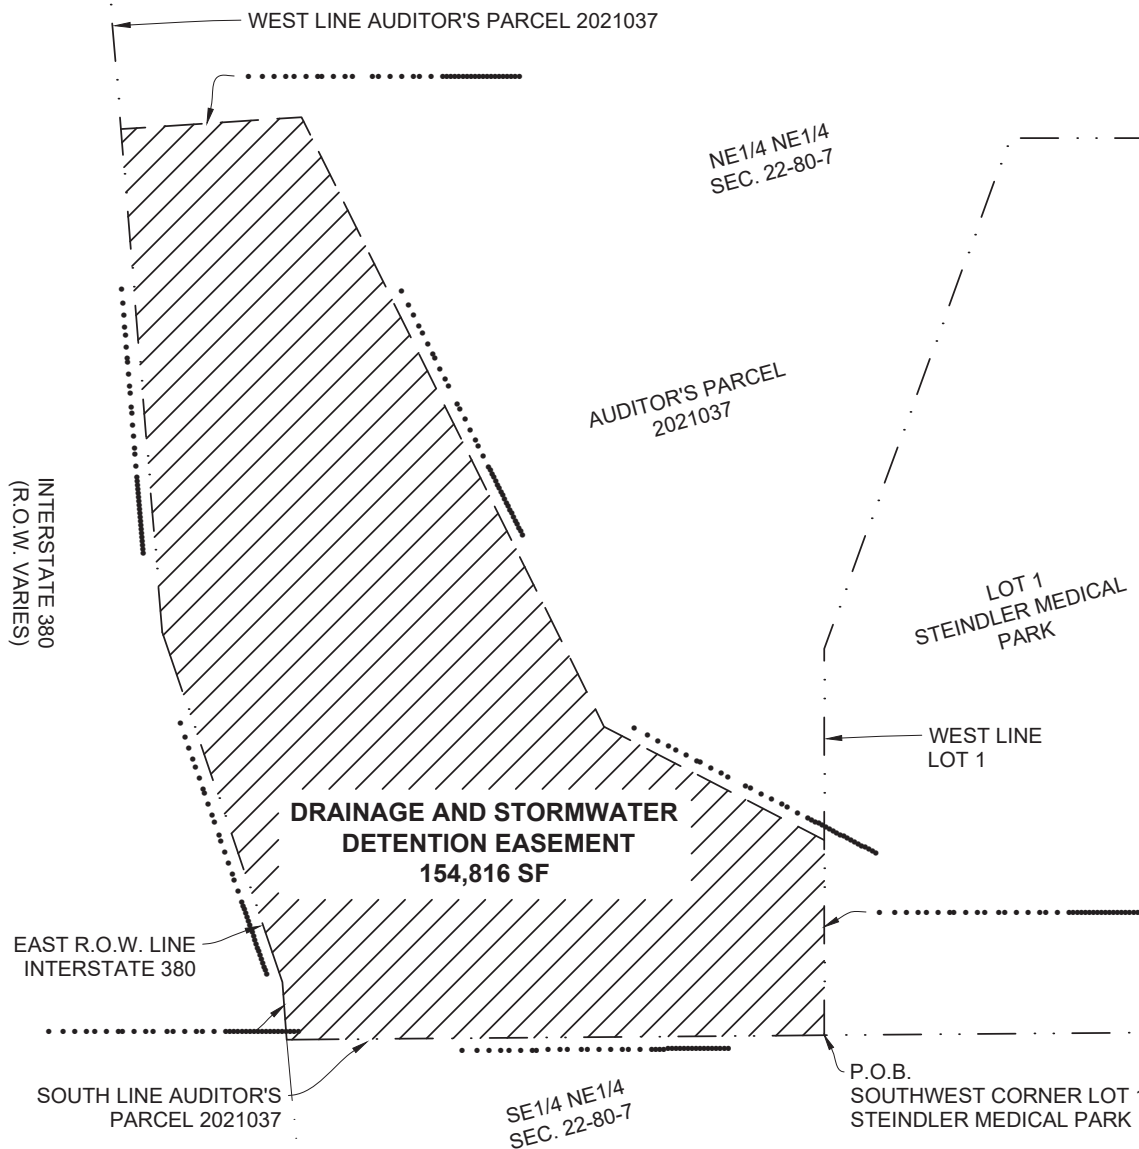 WEST LINE AUDITOR'S PARCEL 2021037
NE1/4 NE1/4
SEC. 22-80-7
AUDITOR'S PARCEL
2021037
INTERSTATE 380
(R.O.W. VARIES)
LOT 1
STEINDLER MEDICAL
PARK
WEST LINE
LOT 1
DRAINAGE AND STORMWATER
DETENTION EASEMENT
154,816 SF
EAST R.O.W. LINE
INTERSTATE 380
SOUTH LINE AUDITOR'S
PARCEL 2021037
SE1/4 NE1/4
SEC. 22-80-7
P.O.B.
SOUTHWEST CORNER LOT 1
STEINDLER MEDICAL PARK